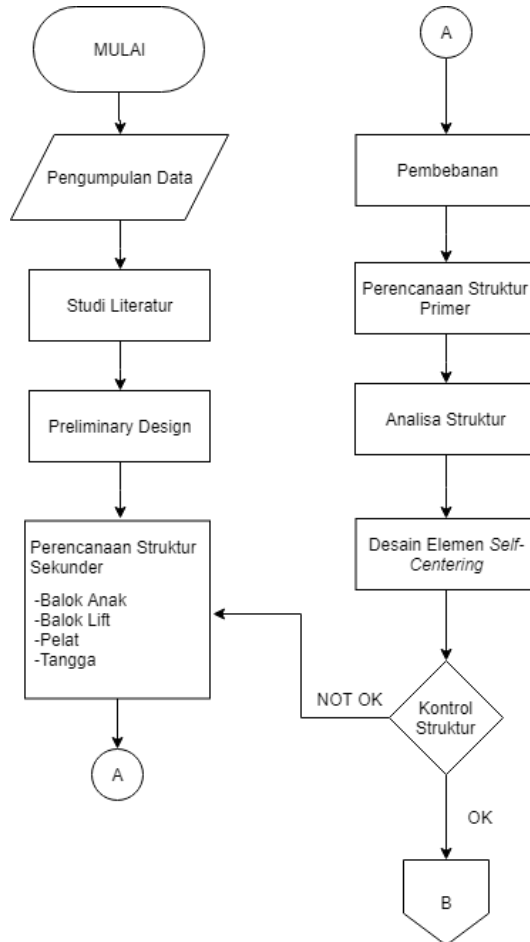 MULAI
Pengumpulan Data
Studi Literatur
Preliminary Design
Perencanaan Struktur
Sekunder
-Balok Anak
-Balok Lift
-Pelat
-Tangga
A
A
Pembebanan
Perencanaan Struktur
Primer
Analisa Struktur
Desain Elemen Self-
Centering
Kontrol
Struktur
NOT OK
OK
B